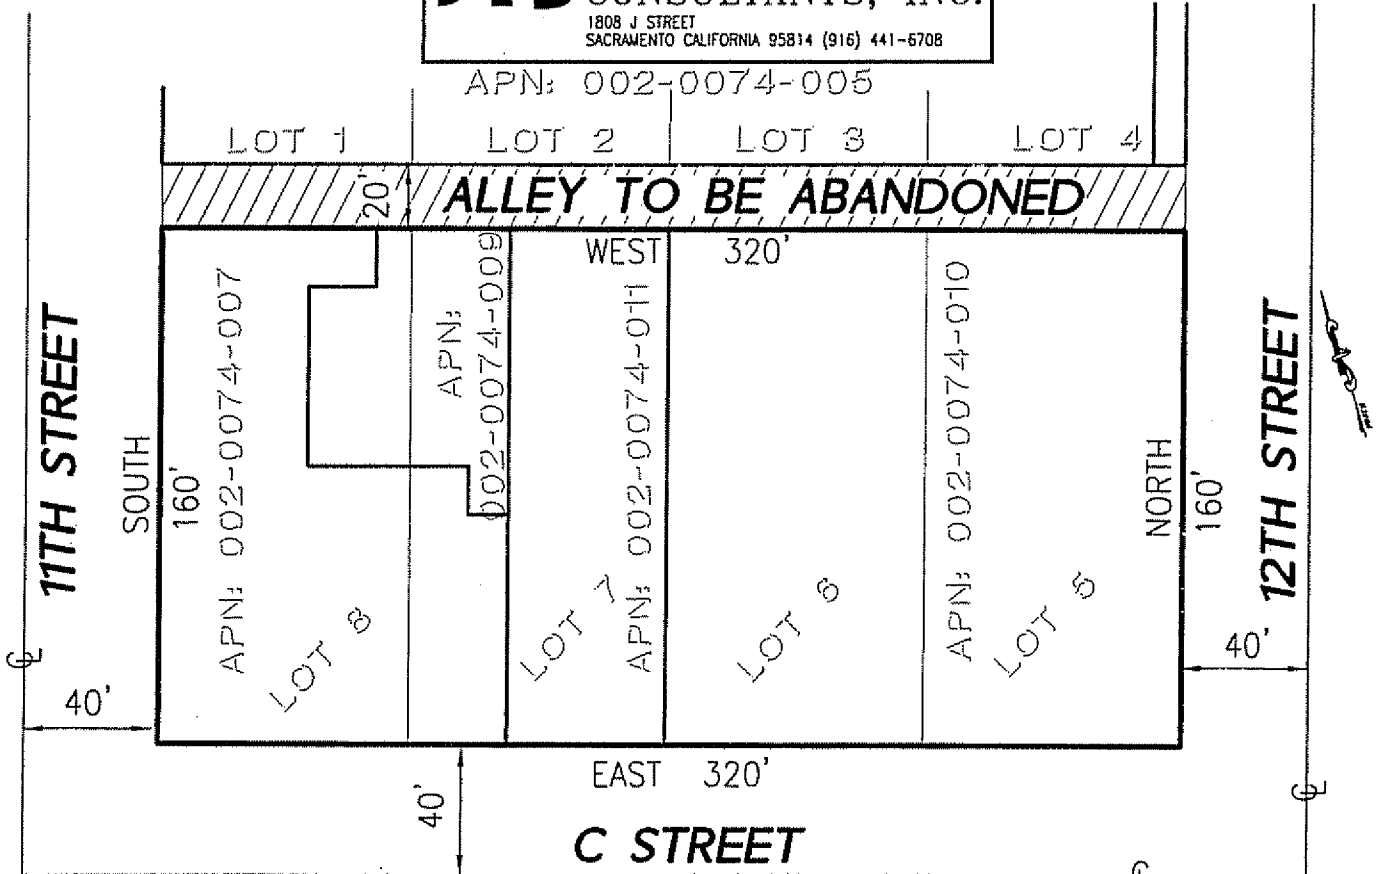 CONSULTANTS, INC.
1808 J STREET
SACRAMENTO CALIFORNIA 95814 (916) 441-6708
APN: 002-0074-005
LOT 1
LOT 2
LOT 3
LOT 4
20'
ALLEY TO BE ABANDONED
WEST 320'
11TH STREET
SOUTH
160'
APN: 002-0074-007
LOT 8
APN:
002-0074-009
LOT 7
APN: 002-0074-011
LOT 6
APN: 002-0074-010
LOT 5
NORTH
160'
12TH STREET
40'
40'
EAST 320'
40'
C STREET